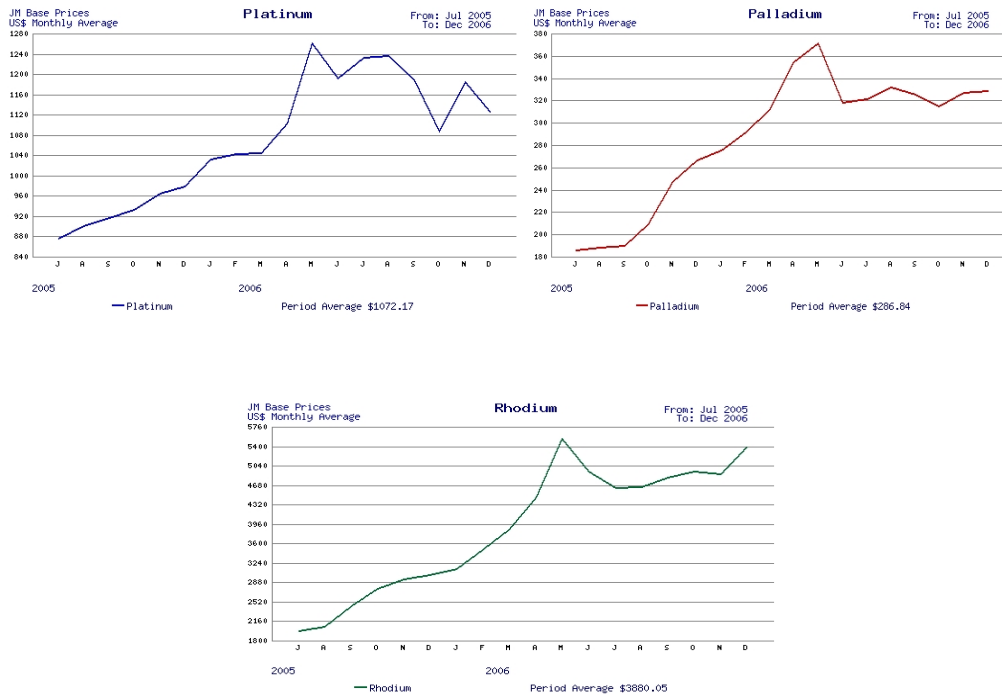 JM Base Prices
US$ Monthly Average
Platinum
From: Jul 2005
To: Dec 2006
1280
1240
1200
1160
1120
1080
1040
1000
960
920
880
840
J A S O N D J F M A M J J A S O N D
2005 2006
Platinum Period Average $1072.17
JM Base Prices
US$ Monthly Average
Palladium
From: Jul 2005
To: Dec 2006
380
360
340
320
300
280
260
240
220
200
180
J A S O N D J F M A M J J A S O N D
2005 2006
Palladium Period Average $286.84
JM Base Prices
US$ Monthly Average
Rhodium
From: Jul 2005
To: Dec 2006
5760
5400
5040
4680
4320
3960
3600
3240
2880
2520
2160
1800
J A S O N D J F M A M J J A S O N D
2005 2006
Rhodium Period Average $3880.05